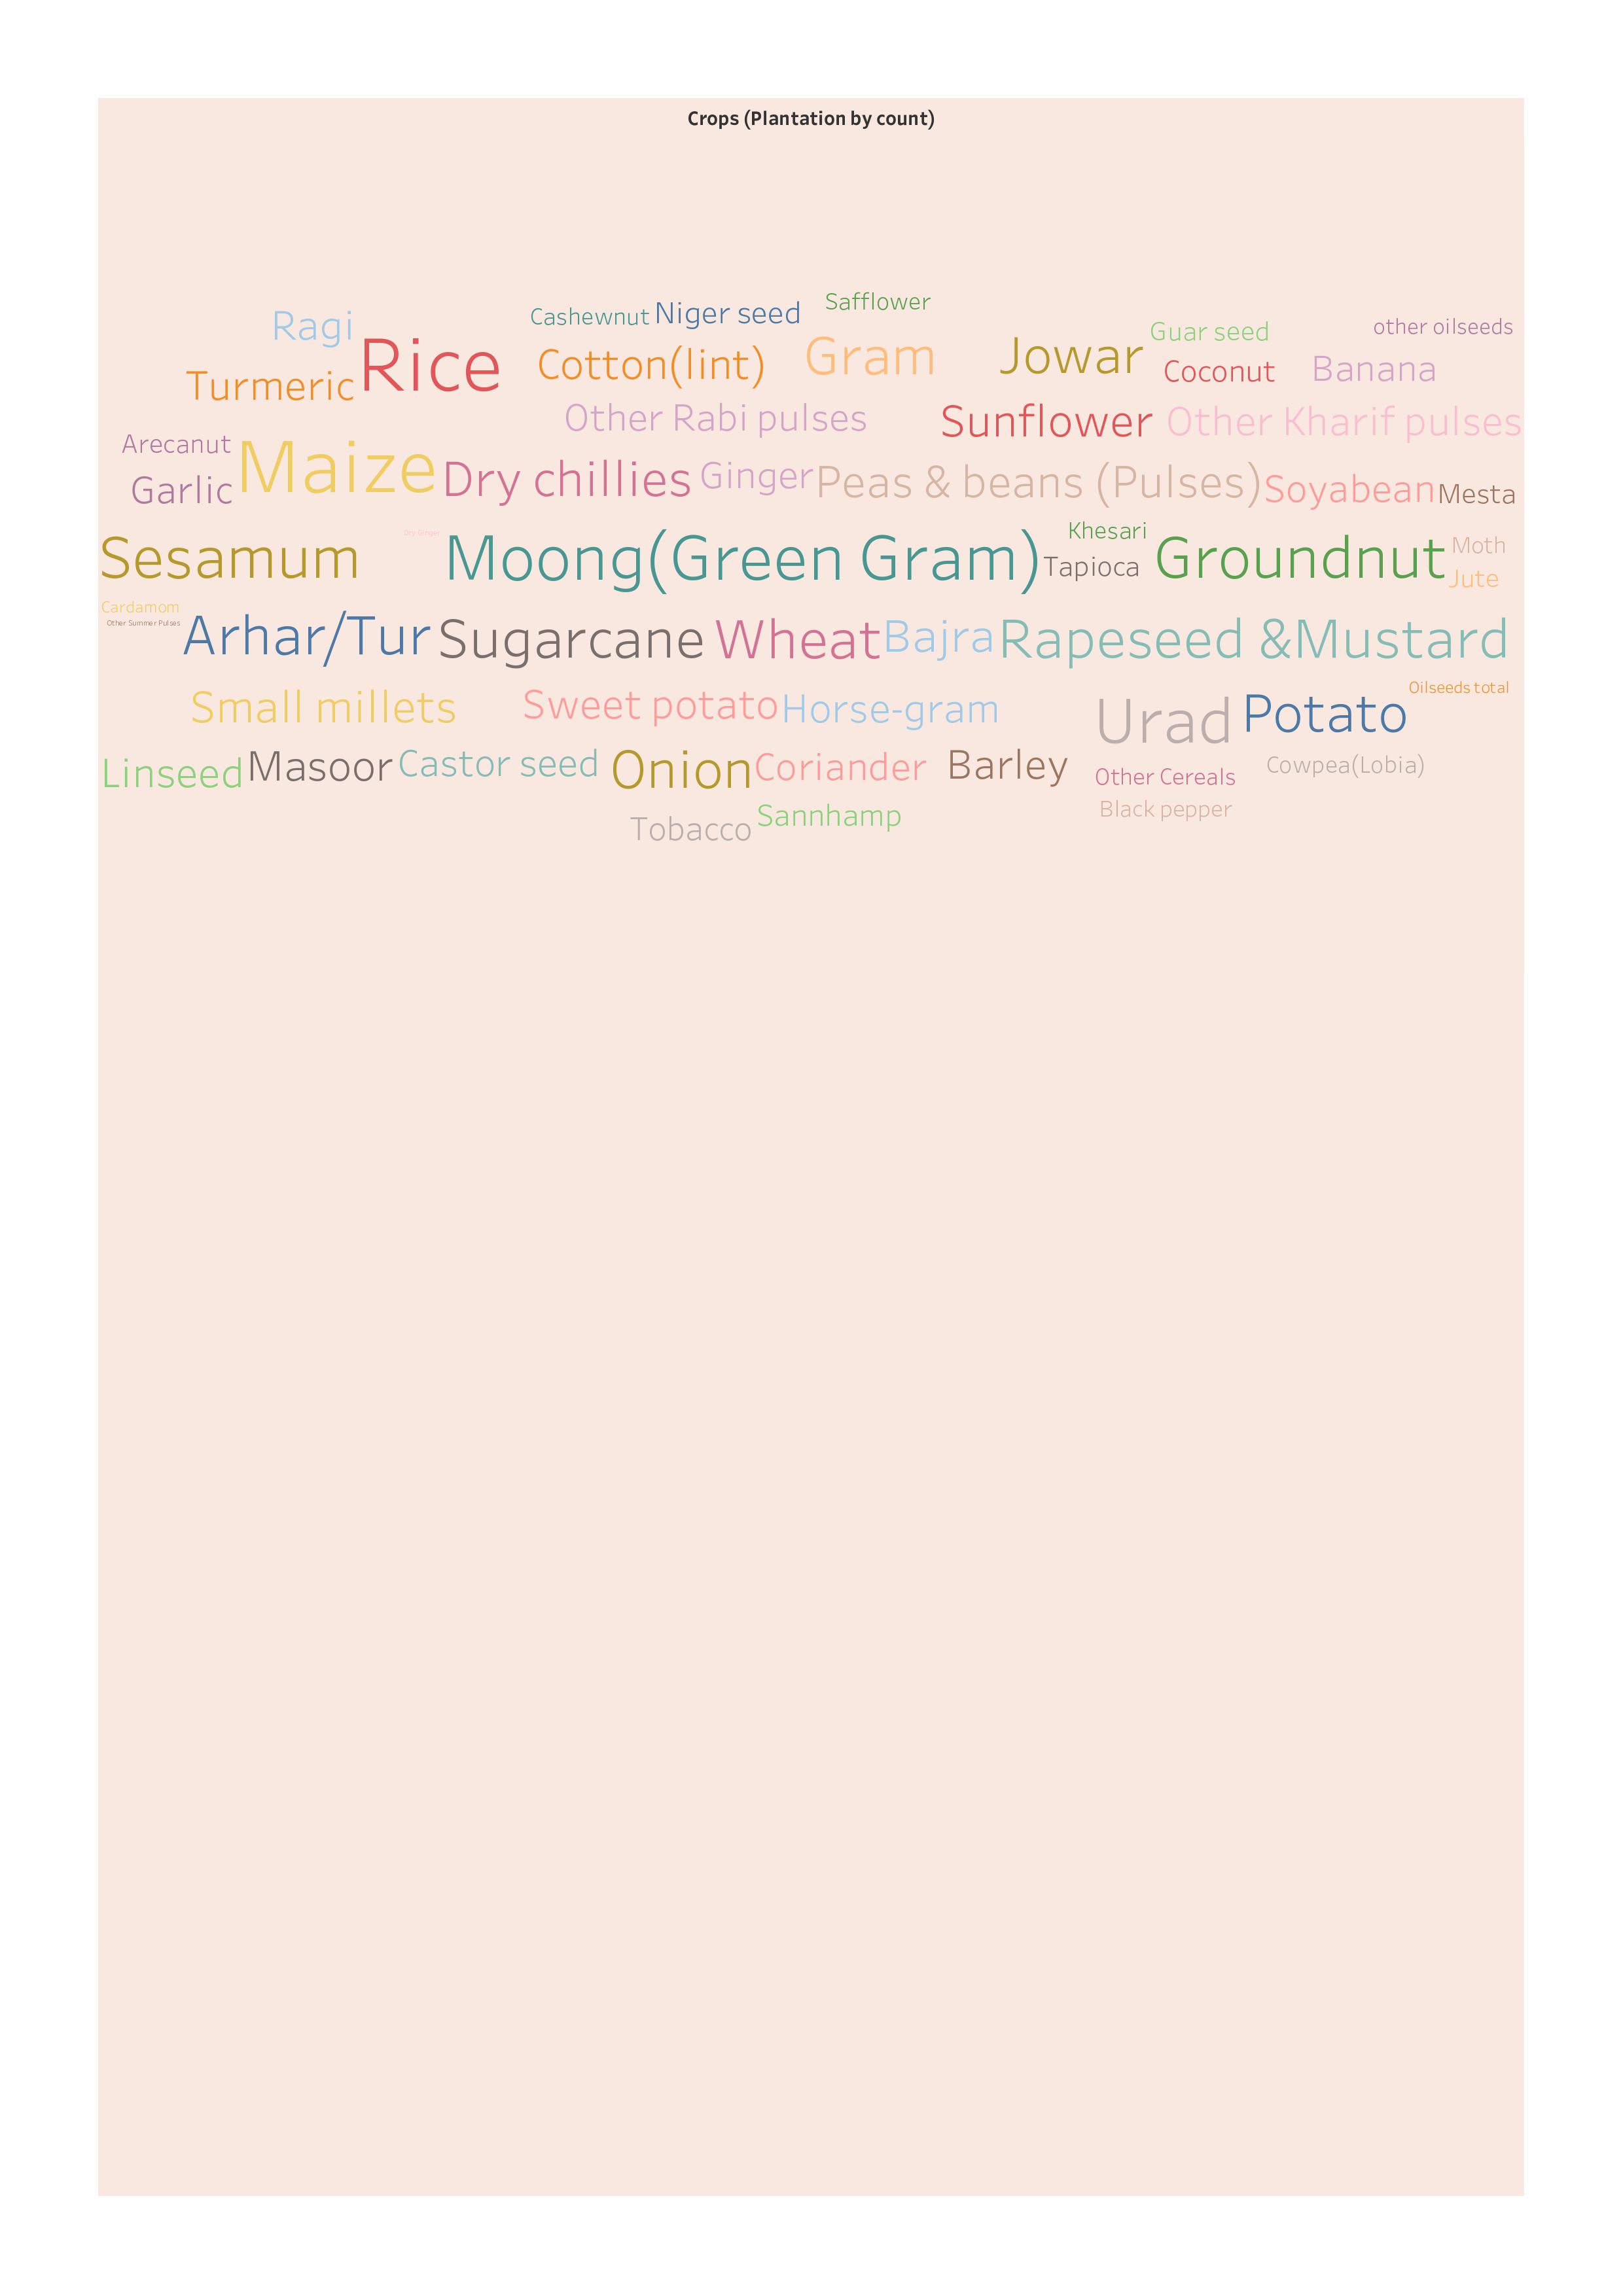 Crops (Plantation by count)
Safflower
Ragi Cashewnut Niger seed Guar seed other oilseeds
Turmeric Rice Cotton(lint) Gram Jowar Coconut Banana
Other Rabi pulses Sunflower Other Kharif pulses
Arecanut
Garlic Maize Dry chillies Ginger Peas & beans (Pulses) Soyabean Mesta
Dry Ginger Khesari Moth
Sesamum Moong(Green Gram) Tapioca Groundnut Jute
Cardamom
Other Summer Pulses Arhar/Tur Sugarcane Wheat Bajra Rapeseed &Mustard
Small millets Sweet potato Horse-gram Urad Potato Oilseeds total
Linseed Masoor Castor seed Onion Coriander Barley Other Cereals Cowpea(Lobia)
Tobacco Sannhamp Black pepper